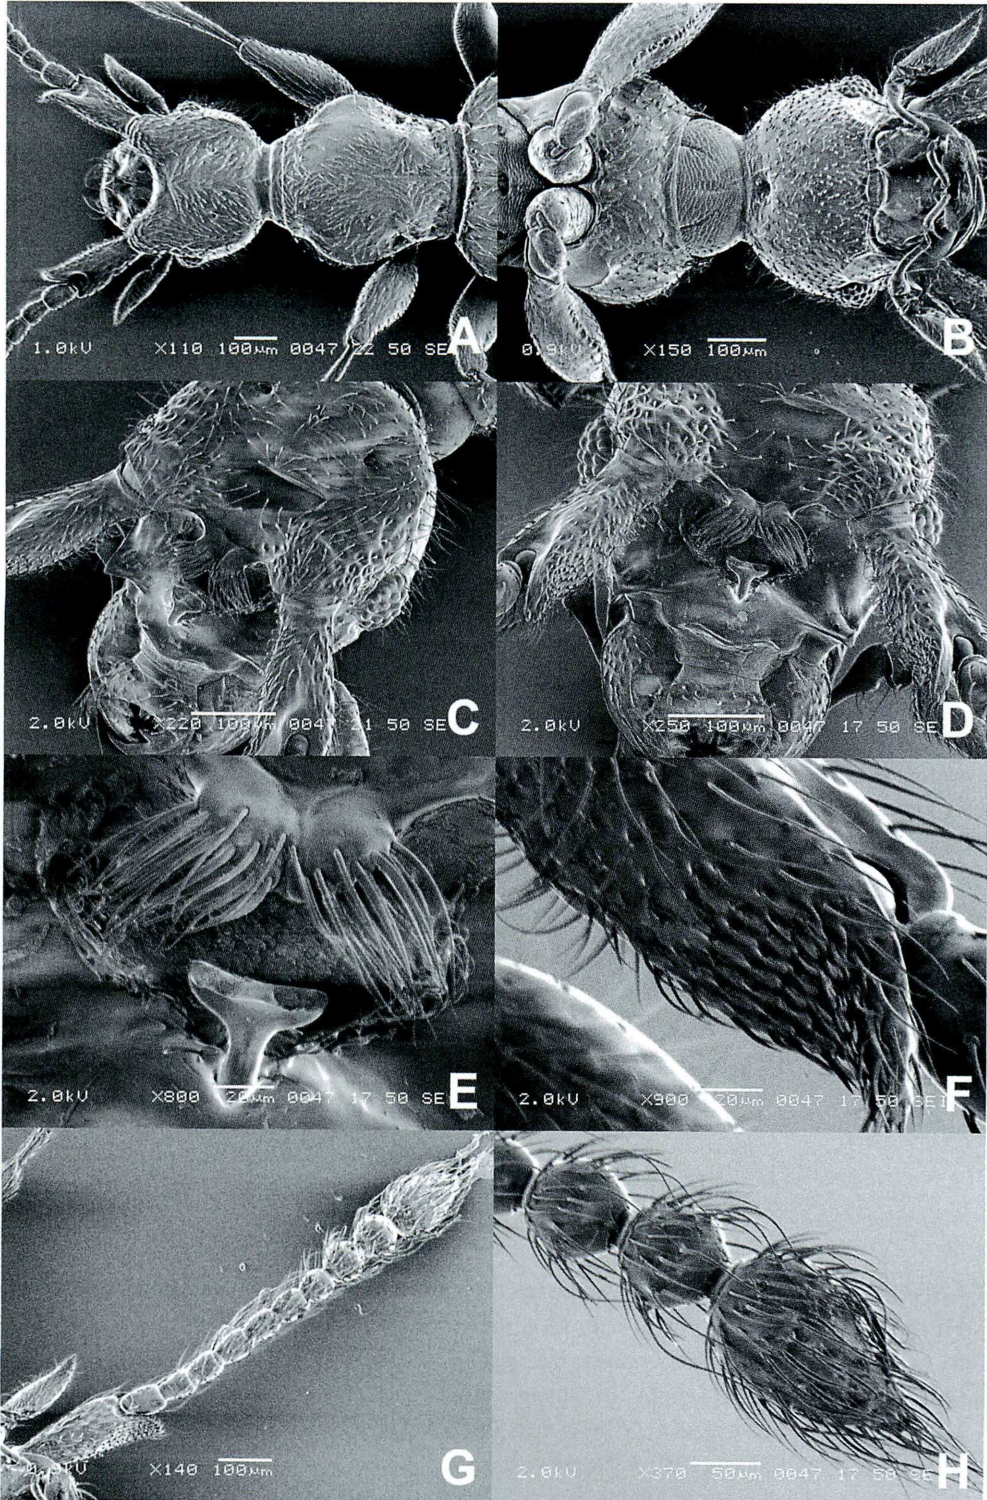 1.0kV X110 100µm 0047 22 50 SE A
0.9kV X150 100µm B
2.0kV X220 100µm 0047 21 50 SE C
2.0kV X250 100µm 0047 17 50 SE D
2.0kV X800 20µm 0047 17 50 SE E
2.0kV X900 20µm 0047 17 50 SEI F
X140 100µm G
2.0kV X370 50µm 0047 17 50 SE H